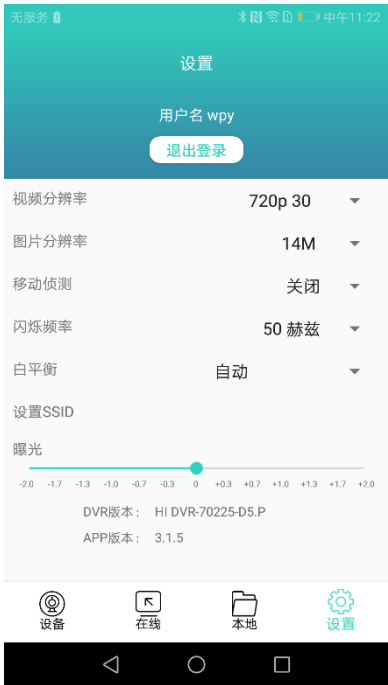 无服务 中午11:22
设置
用户名 wpy
退出登录
视频分辨率 720p 30
图片分辨率 14M
移动侦测 关闭
闪烁频率 50 赫兹
白平衡 自动
设置SSID
曝光
-2.0 -1.7 -1.3 -1.0 -0.7 -0.3 0 +0.3 +0.7 +1.0 +1.3 +1.7 +2.0
DVR版本： HI DVR-70225-D5.P
APP版本： 3.1.5
设备 在线 本地 设置